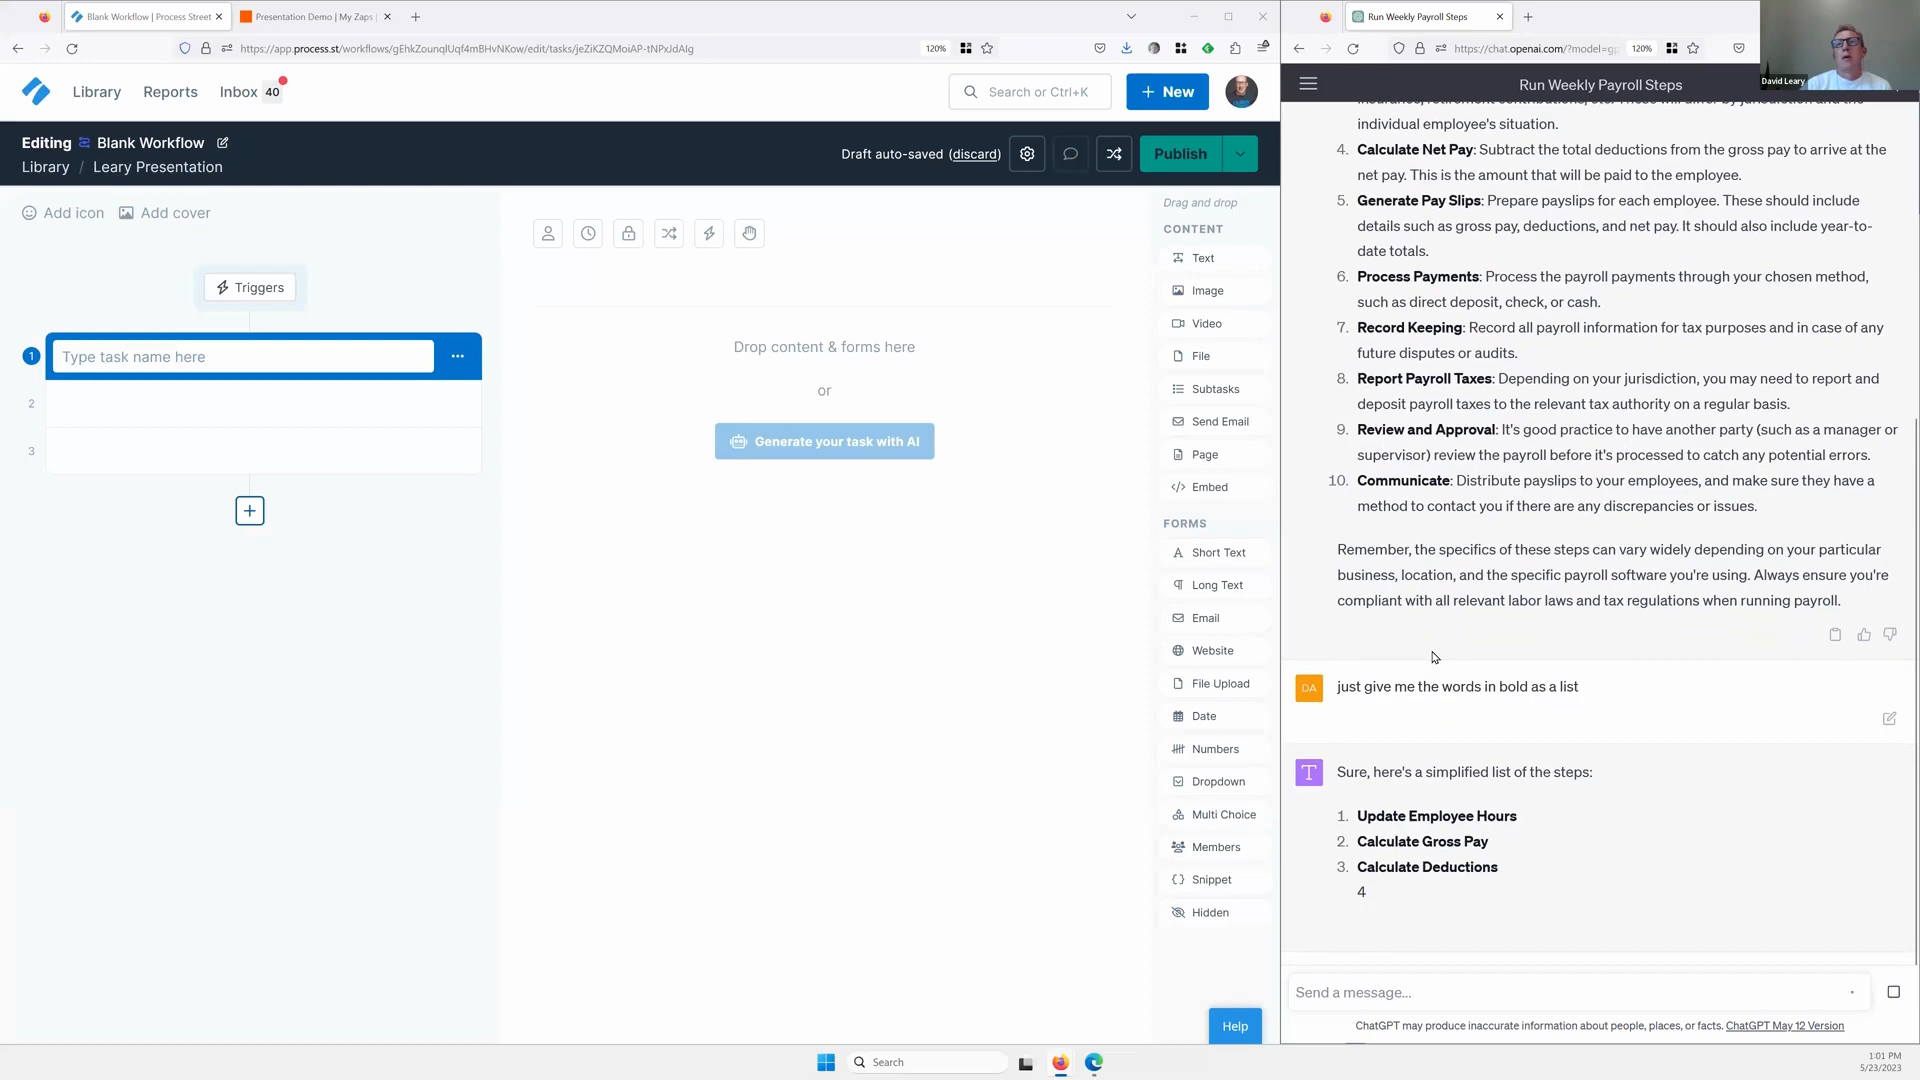 Blank Workflow | Process Street
Presentation Demo | My Zaps |
https://app.process.st/workflows/gEhkZounqlUqf4mBHvNKow/edit/tasks/jeZiKZQMoiAP-tNPxJdAIg
120%
Library
Reports
Inbox
40
Search or Ctrl+K
New
Editing
Blank Workflow
Library / Leary Presentation
Draft auto-saved (discard)
Publish
Add icon
Add cover
Triggers
1
Type task name here
2
3
Drop content & forms here
or
Generate your task with AI
Drag and drop
CONTENT
Text
Image
Video
File
Subtasks
Send Email
Page
Embed
FORMS
Short Text
Long Text
Email
Website
File Upload
Date
Numbers
Dropdown
Multi Choice
Members
Snippet
Hidden
Help
Run Weekly Payroll Steps
https://chat.openai.com/?model=
120%
David Leary
Run Weekly Payroll Steps
individual employee's situation.
4. Calculate Net Pay: Subtract the total deductions from the gross pay to arrive at the
net pay. This is the amount that will be paid to the employee.
5. Generate Pay Slips: Prepare payslips for each employee. These should include
details such as gross pay, deductions, and net pay. It should also include year-to-
date totals.
6. Process Payments: Process the payroll payments through your chosen method,
such as direct deposit, check, or cash.
7. Record Keeping: Record all payroll information for tax purposes and in case of any
future disputes or audits.
8. Report Payroll Taxes: Depending on your jurisdiction, you may need to report and
deposit payroll taxes to the relevant tax authority on a regular basis.
9. Review and Approval: It's good practice to have another party (such as a manager or
supervisor) review the payroll before it's processed to catch any potential errors.
10. Communicate: Distribute payslips to your employees, and make sure they have a
method to contact you if there are any discrepancies or issues.
Remember, the specifics of these steps can vary widely depending on your particular
business, location, and the specific payroll software you're using. Always ensure you're
compliant with all relevant labor laws and tax regulations when running payroll.
DA
just give me the words in bold as a list
Sure, here's a simplified list of the steps:
1. Update Employee Hours
2. Calculate Gross Pay
3. Calculate Deductions
4
Send a message...
ChatGPT may produce inaccurate information about people, places, or facts. ChatGPT May 12 Version
Search
1:01 PM
5/23/2023